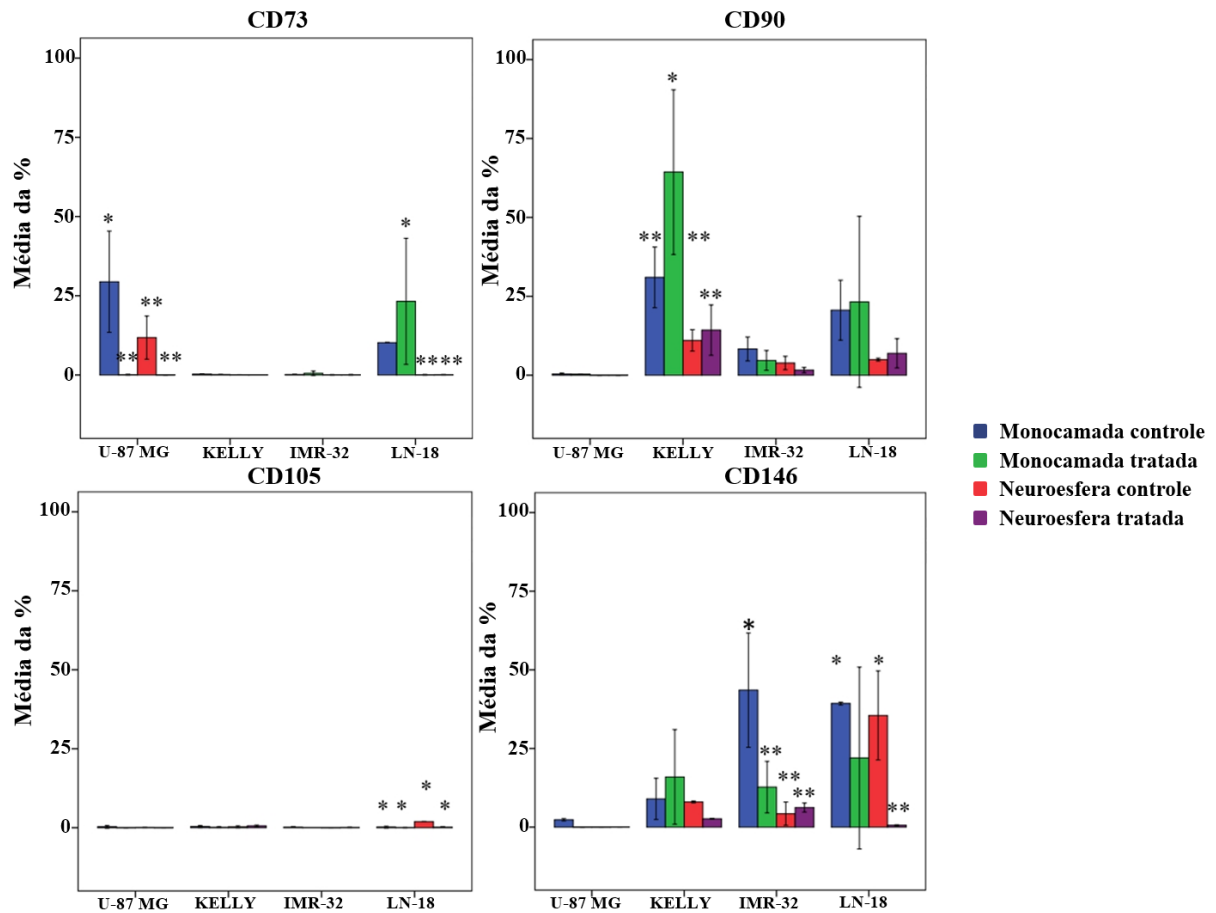 CD73
100
75
50
25
0
Média da %
*
**
**
**
*
****
U-87 MG
KELLY
IMR-32
LN-18
CD90
100
75
50
25
0
Média da %
**
*
**
**
U-87 MG
KELLY
IMR-32
LN-18
CD105
100
75
50
25
0
Média da %
*
*
*
*
U-87 MG
KELLY
IMR-32
LN-18
CD146
100
75
50
25
0
Média da %
*
**
**
**
*
*
**
U-87 MG
KELLY
IMR-32
LN-18
Monocamada controle
Monocamada tratada
Neuroesfera controle
Neuroesfera tratada